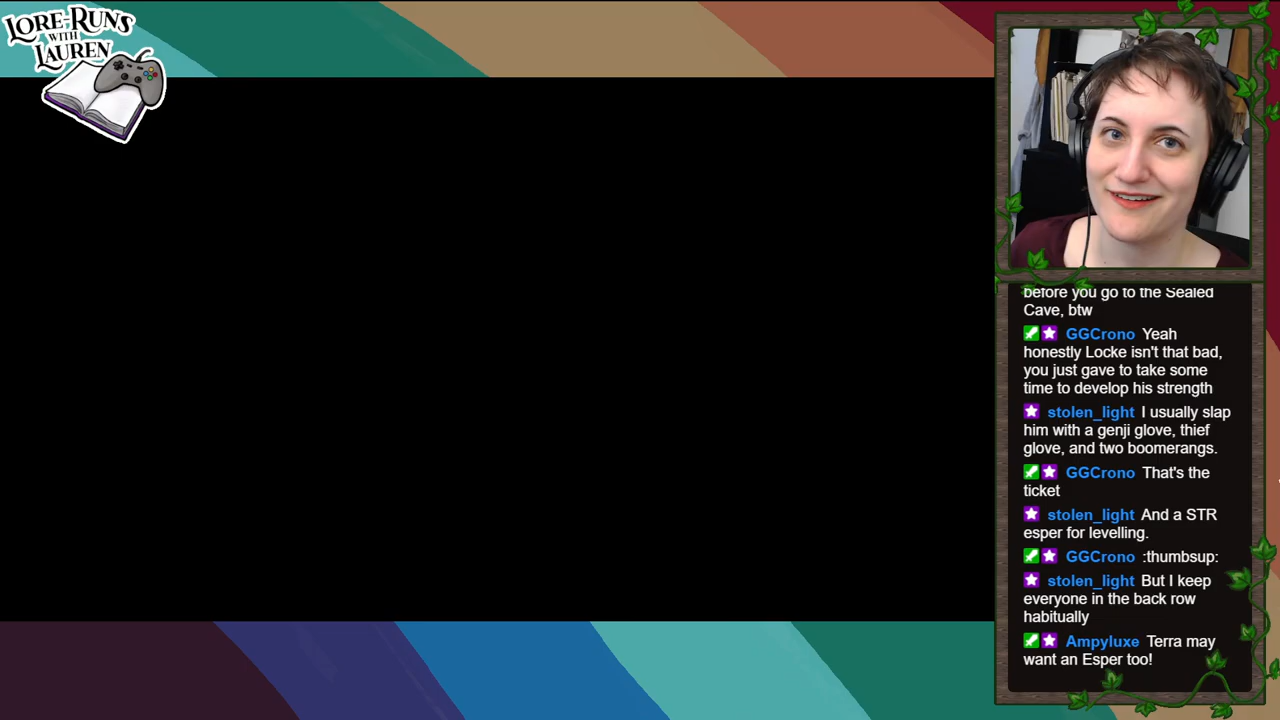 LORE-RUNS
WITH
LAUREN
before you go to the Sealed
Cave, btw
GGCrono Yeah
honestly Locke isn't that bad,
you just gave to take some
time to develop his strength
stolen_light I usually slap
him with a genji glove, thief
glove, and two boomerangs.
GGCrono That's the
ticket
stolen_light And a STR
esper for levelling.
GGCrono :thumbsup:
stolen_light But I keep
everyone in the back row
habitually
Ampyluxe Terra may
want an Esper too!